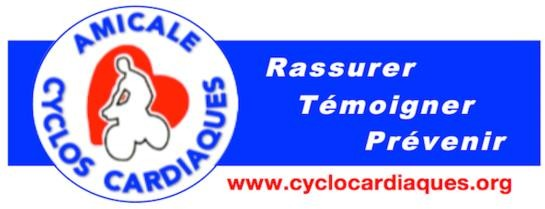 AMICALE
CYCLOS CARDIAQUES
Rassurer
Témoigner
Prévenir
www.cyclocardiaques.org